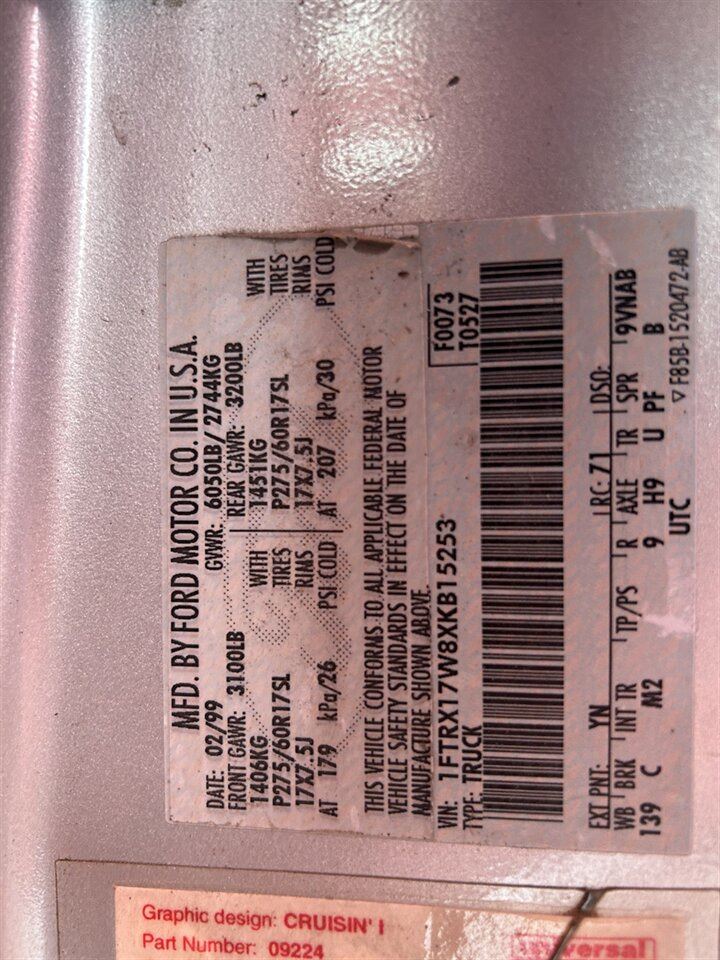 MFD. BY FORD MOTOR CO. IN U.S.A.
DATE: 02/99 GVWR: 6050LB/ 2744KG
FRONT GAWR: 3100LB REAR GAWR: 3200LB
1406KG WITH 1451KG WITH
P275/60R17SL TIRES P275/60R17SL TIRES
17X7.5J RIMS 17X7.5J RIMS
AT 179 kPa/26 PSI COLD AT 207 kPa/30 PSI COLD
THIS VEHICLE CONFORMS TO ALL APPLICABLE FEDERAL MOTOR
VEHICLE SAFETY STANDARDS IN EFFECT ON THE DATE OF
MANUFACTURE SHOWN ABOVE.
VIN: 1FTRX17W8XKB15253 F0073
TYPE: TRUCK T0527
EXT PNT: YN RC: 71 DSO:
WB BRK INT TR TP/PS R AXLE TR SPR 9VNAB
139 C M2 9 H9 U PF B
UTC ▽ F85B-1520472-AB
Graphic design: CRUISIN' I
Part Number: 09224
universal